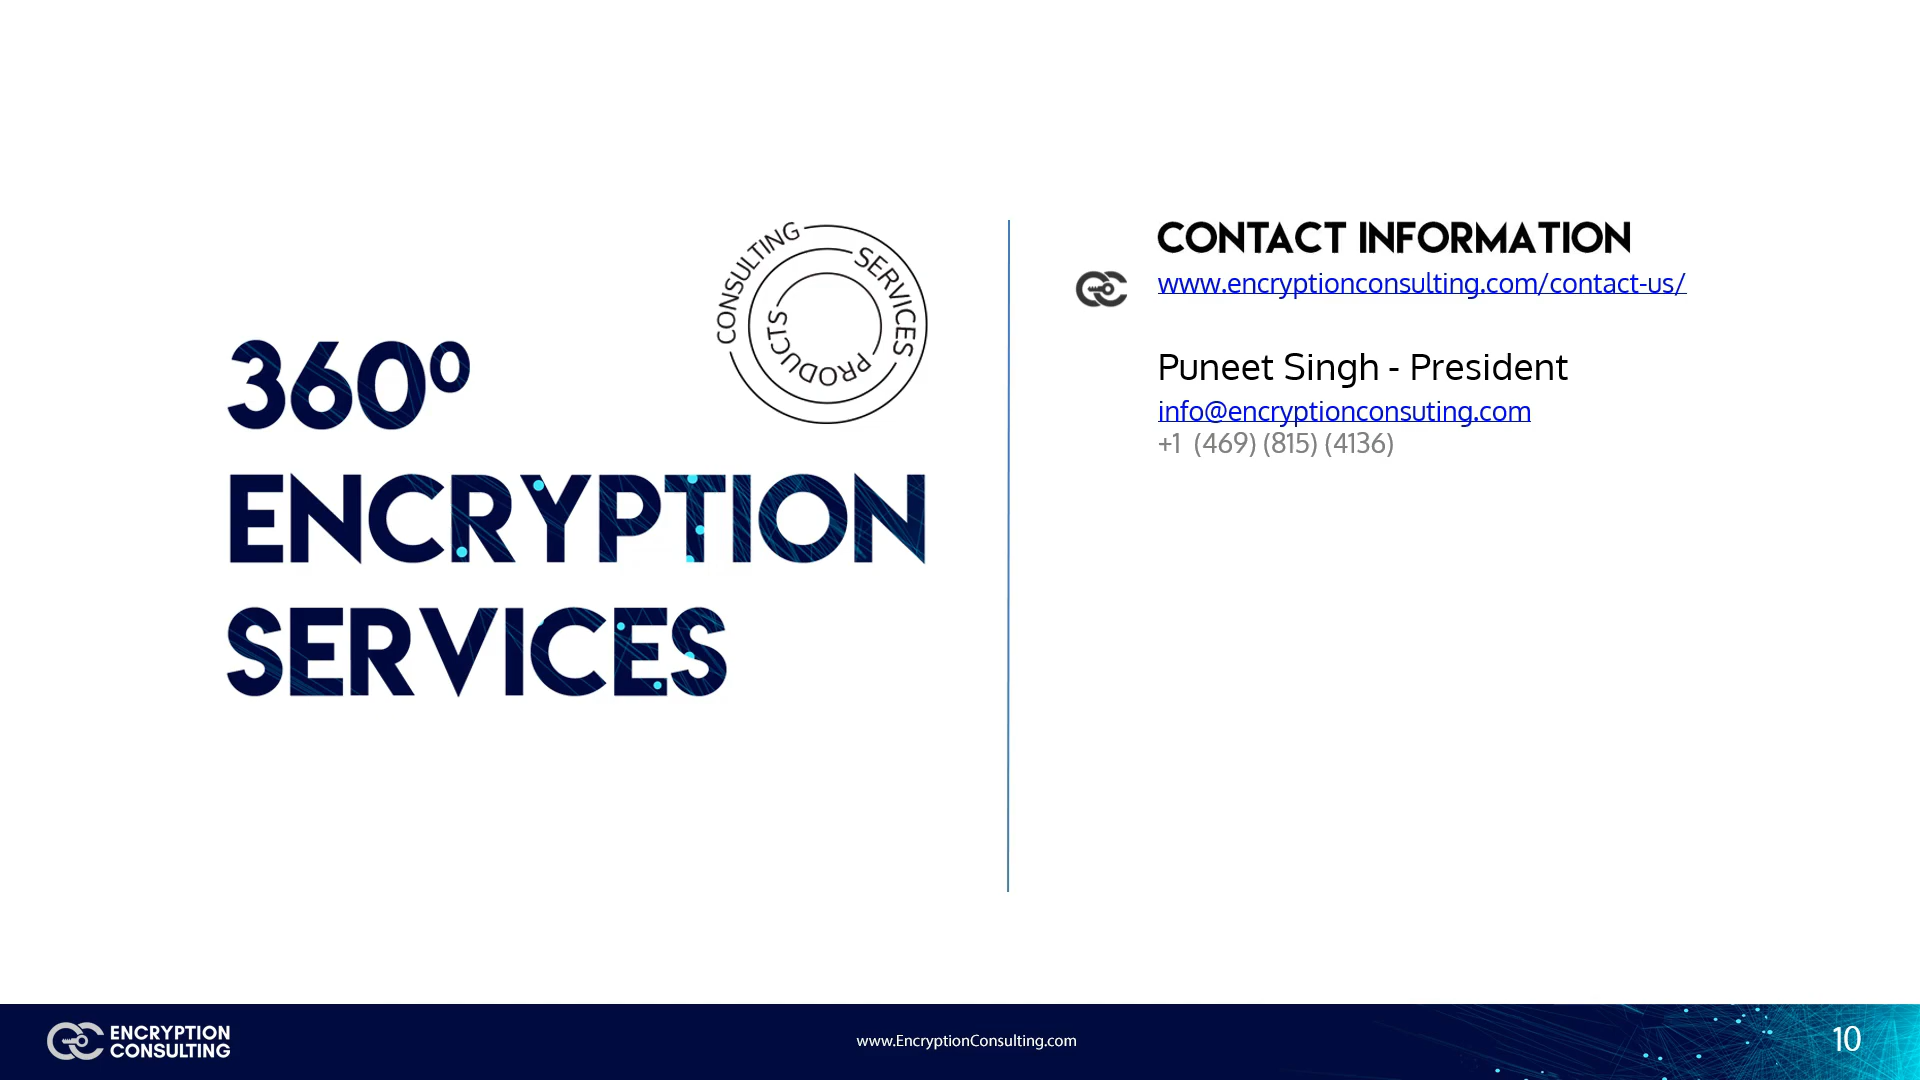 360º
ENCRYPTION
SERVICES
CONSULTING
SERVICES
PRODUCTS
CONTACT INFORMATION
www.encryptionconsulting.com/contact-us/
Puneet Singh - President
info@encryptionconsuting.com
+1 (469) (815) (4136)
ENCRYPTION
CONSULTING
www.EncryptionConsulting.com
10